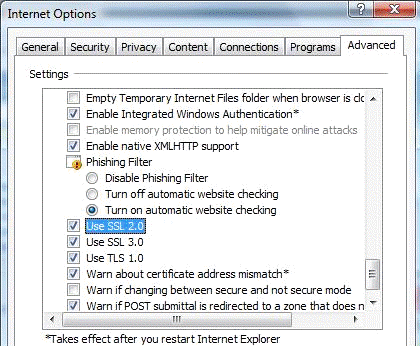 Internet Options
General Security Privacy Content Connections Programs Advanced
Settings
Empty Temporary Internet Files folder when browser is clo
Enable Integrated Windows Authentication*
Enable memory protection to help mitigate online attacks
Enable native XMLHTTP support
Phishing Filter
Disable Phishing Filter
Turn off automatic website checking
Turn on automatic website checking
Use SSL 2.0
Use SSL 3.0
Use TLS 1.0
Warn about certificate address mismatch*
Warn if changing between secure and not secure mode
Warn if POST submittal is redirected to a zone that does n
*Takes effect after you restart Internet Explorer